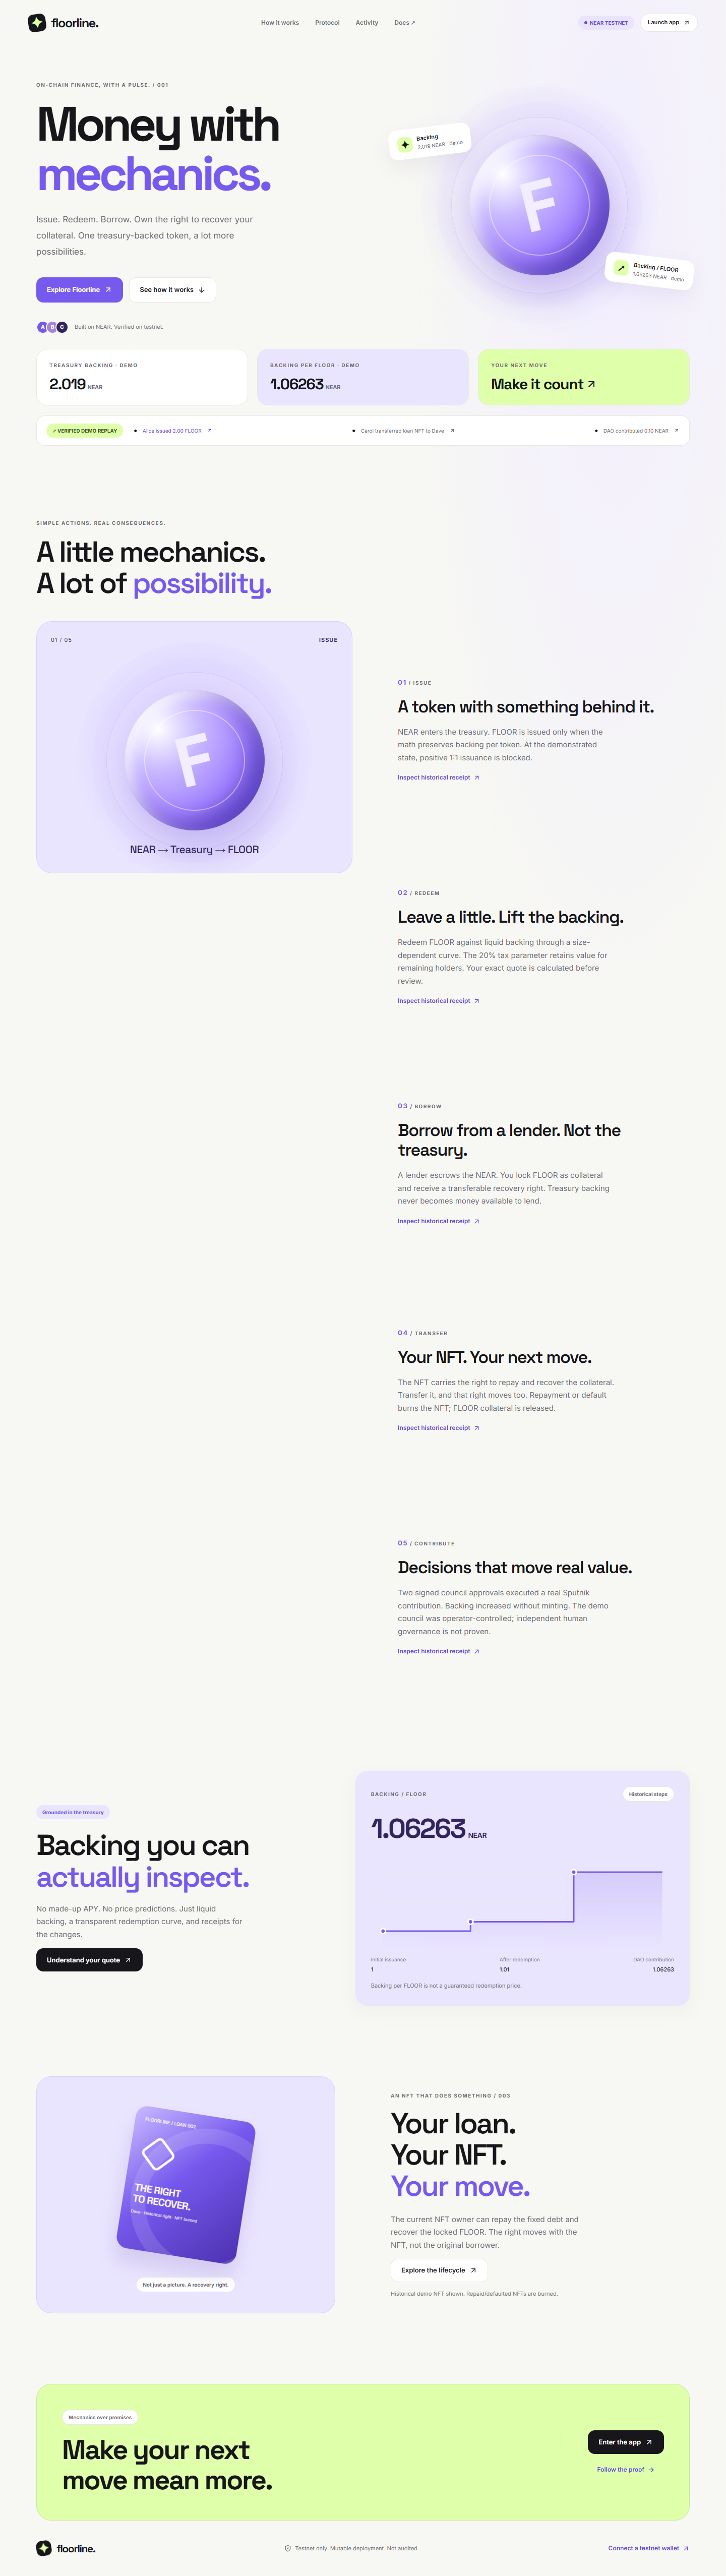 floorline.
How it works
Protocol
Activity
Docs ↗
NEAR TESTNET
Launch app ↗
ON-CHAIN FINANCE, WITH A PULSE. / 001
Money with
mechanics.
Issue. Redeem. Borrow. Own the right to recover your
collateral. One treasury-backed token, a lot more
possibilities.
Explore Floorline ↗
See how it works ↓
A B C
Built on NEAR. Verified on testnet.
Backing
2.019 NEAR · demo
F
Backing / FLOOR
1.06263 NEAR · demo
TREASURY BACKING · DEMO
2.019 NEAR
BACKING PER FLOOR · DEMO
1.06263 NEAR
YOUR NEXT MOVE
Make it count ↗
✓ VERIFIED DEMO REPLAY
Alice issued 2.00 FLOOR ↗
Carol transferred loan NFT to Dave ↗
DAO contributed 0.10 NEAR ↗
SIMPLE ACTIONS. REAL CONSEQUENCES.
A little mechanics.
A lot of possibility.
01 / 05
ISSUE
F
NEAR → Treasury → FLOOR
01 / ISSUE
A token with something behind it.
NEAR enters the treasury. FLOOR is issued only when the
math preserves backing per token. At the demonstrated
state, positive 1:1 issuance is blocked.
Inspect historical receipt ↗
02 / REDEEM
Leave a little. Lift the backing.
Redeem FLOOR against liquid backing through a size-
dependent curve. The 20% tax parameter retains value for
remaining holders. Your exact quote is calculated before
review.
Inspect historical receipt ↗
03 / BORROW
Borrow from a lender. Not the
treasury.
A lender escrows the NEAR. You lock FLOOR as collateral
and receive a transferable recovery right. Treasury backing
never becomes money available to lend.
Inspect historical receipt ↗
04 / TRANSFER
Your NFT. Your next move.
The NFT carries the right to repay and recover the collateral.
Transfer it, and that right moves too. Repayment or default
burns the NFT; FLOOR collateral is released.
Inspect historical receipt ↗
05 / CONTRIBUTE
Decisions that move real value.
Two signed council approvals executed a real Sputnik
contribution. Backing increased without minting. The demo
council was operator-controlled; independent human
governance is not proven.
Inspect historical receipt ↗
Grounded in the treasury
Backing you can
actually inspect.
No made-up APY. No price predictions. Just liquid
backing, a transparent redemption curve, and receipts for
the changes.
Understand your quote ↗
BACKING / FLOOR
Historical steps
1.06263 NEAR
Initial issuance
1
After redemption
1.01
DAO contribution
1.06263
Backing per FLOOR is not a guaranteed redemption price.
FLOORLINE / LOAN 001
THE RIGHT
TO RECOVER.
Dave · Historical right · NFT burned
Not just a picture. A recovery right.
AN NFT THAT DOES SOMETHING / 003
Your loan.
Your NFT.
Your move.
The current NFT owner can repay the fixed debt and
recover the locked FLOOR. The right moves with the
NFT, not the original borrower.
Explore the lifecycle ↗
Historical demo NFT shown. Repaid/defaulted NFTs are burned.
Mechanics over promises
Make your next
move mean more.
Enter the app ↗
Follow the proof →
floorline.
Testnet only. Mutable deployment. Not audited.
Connect a testnet wallet ↗